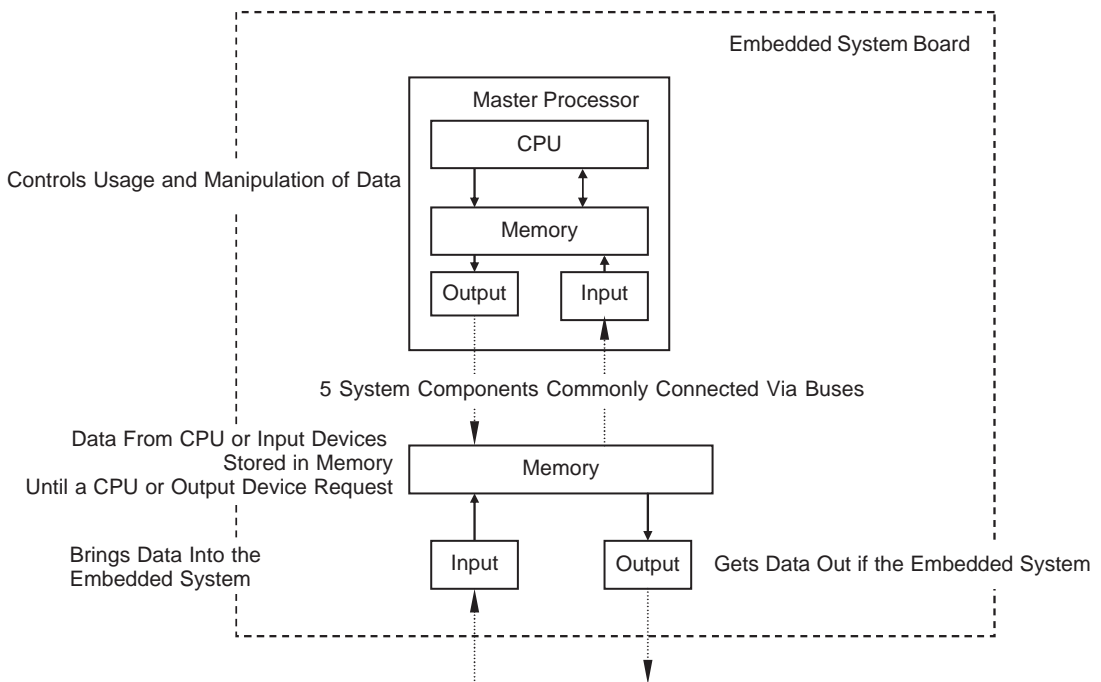 Embedded System Board
Master Processor
CPU
Controls Usage and Manipulation of Data
Memory
Output
Input
5 System Components Commonly Connected Via Buses
Data From CPU or Input Devices
Stored in Memory
Until a CPU or Output Device Request
Memory
Brings Data Into the
Embedded System
Input
Output
Gets Data Out if the Embedded System